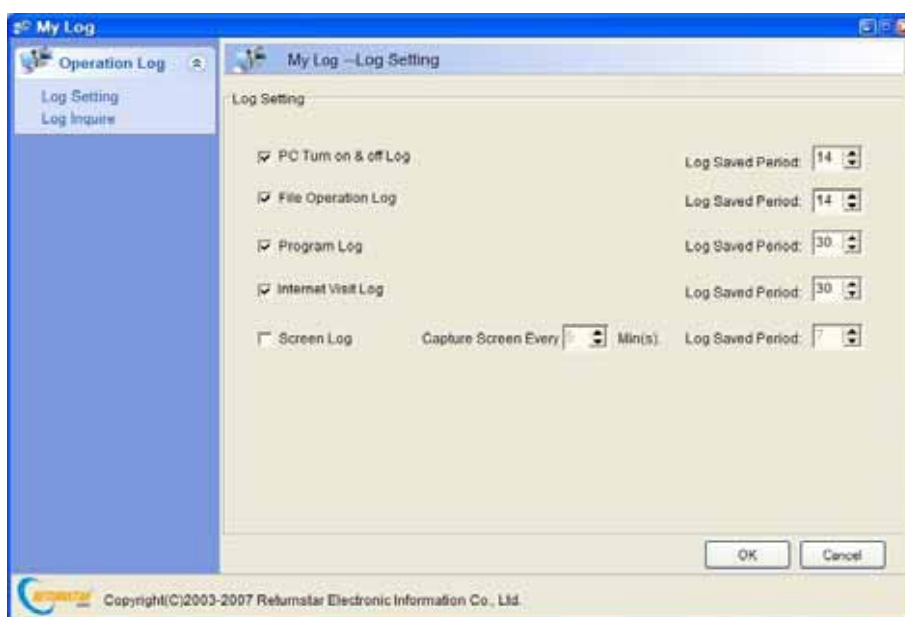 My Log
Operation Log
Log Setting
Log Inquire
My Log --Log Setting
Log Setting
PC Turn on & off Log Log Saved Period: 14
File Operation Log Log Saved Period: 14
Program Log Log Saved Period: 30
Internet Visit Log Log Saved Period: 30
Screen Log Capture Screen Every Min(s). Log Saved Period: 7
OK Cancel
RETURNSTAR
Copyright(C)2003-2007 Returnstar Electronic Information Co., Ltd.